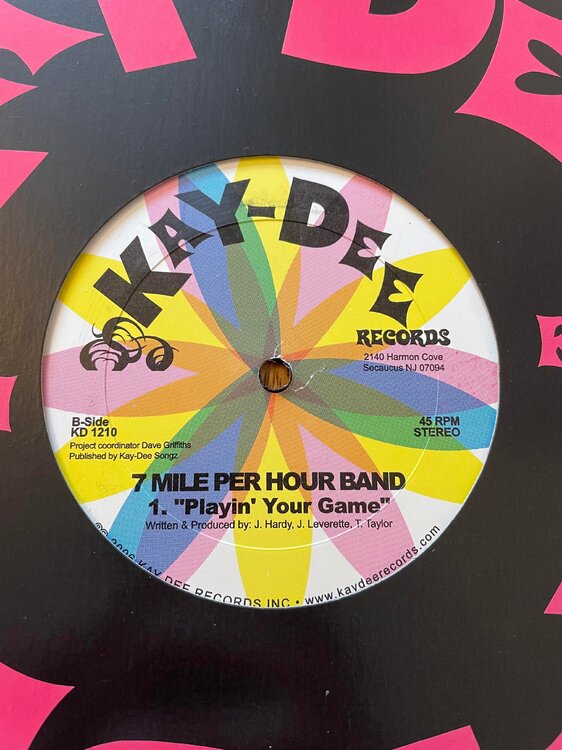 KAY-DEE
RECORDS
2140 Harmon Cove
Secaucus NJ 07094
B-Side
KD 1210
45 RPM
STEREO
Project coordinator Dave Griffiths
Published by Kay-Dee Songz
7 MILE PER HOUR BAND
1. "Playin' Your Game"
Written & Produced by: J. Hardy, J. Leverette, T. Taylor
KAY DEE RECORDS INC • www.kaydeerecords.com